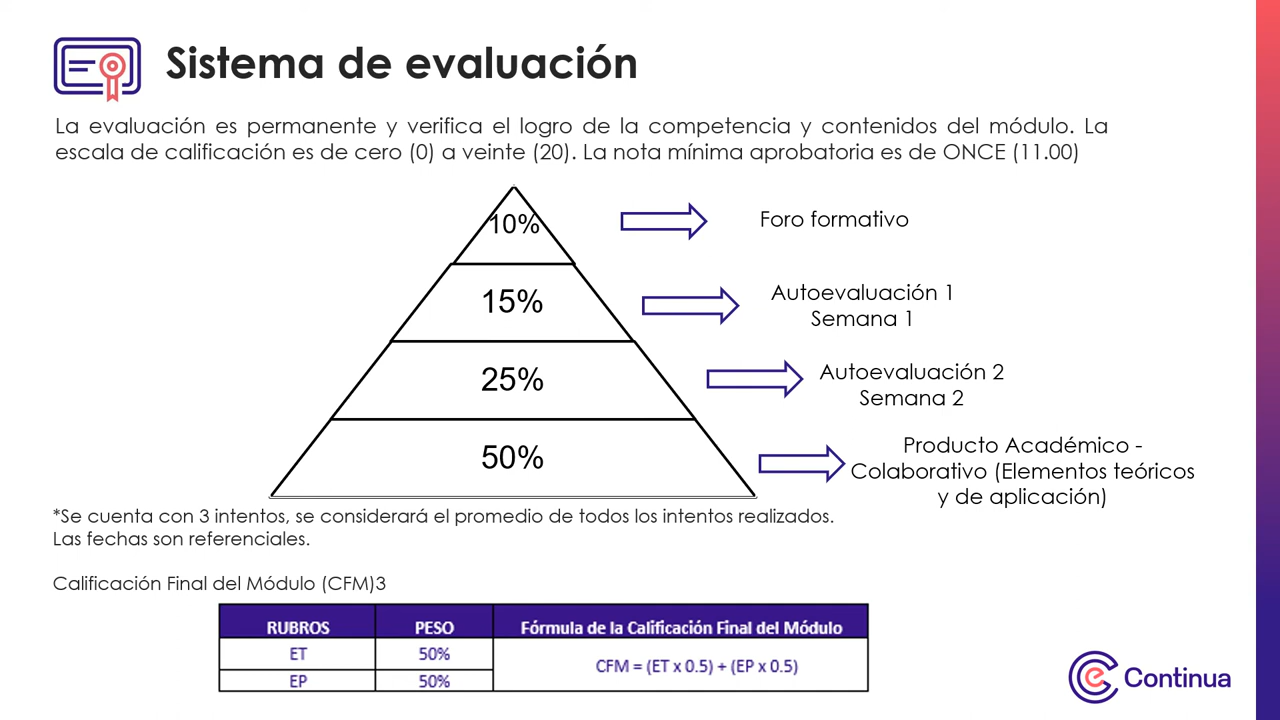 Sistema de evaluación
La evaluación es permanente y verifica el logro de la competencia y contenidos del módulo. La
escala de calificación es de cero (0) a veinte (20). La nota mínima aprobatoria es de ONCE (11.00)
10%
Foro formativo
15%
Autoevaluación 1
Semana 1
25%
Autoevaluación 2
Semana 2
50%
Producto Académico -
Colaborativo (Elementos teóricos
y de aplicación)
*Se cuenta con 3 intentos, se considerará el promedio de todos los intentos realizados.
Las fechas son referenciales.
Calificación Final del Módulo (CFM)3
RUBROS PESO Fórmula de la Calificación Final del Módulo
ET 50%
CFM = (ET x 0.5) + (EP x 0.5)
EP 50%
Continua